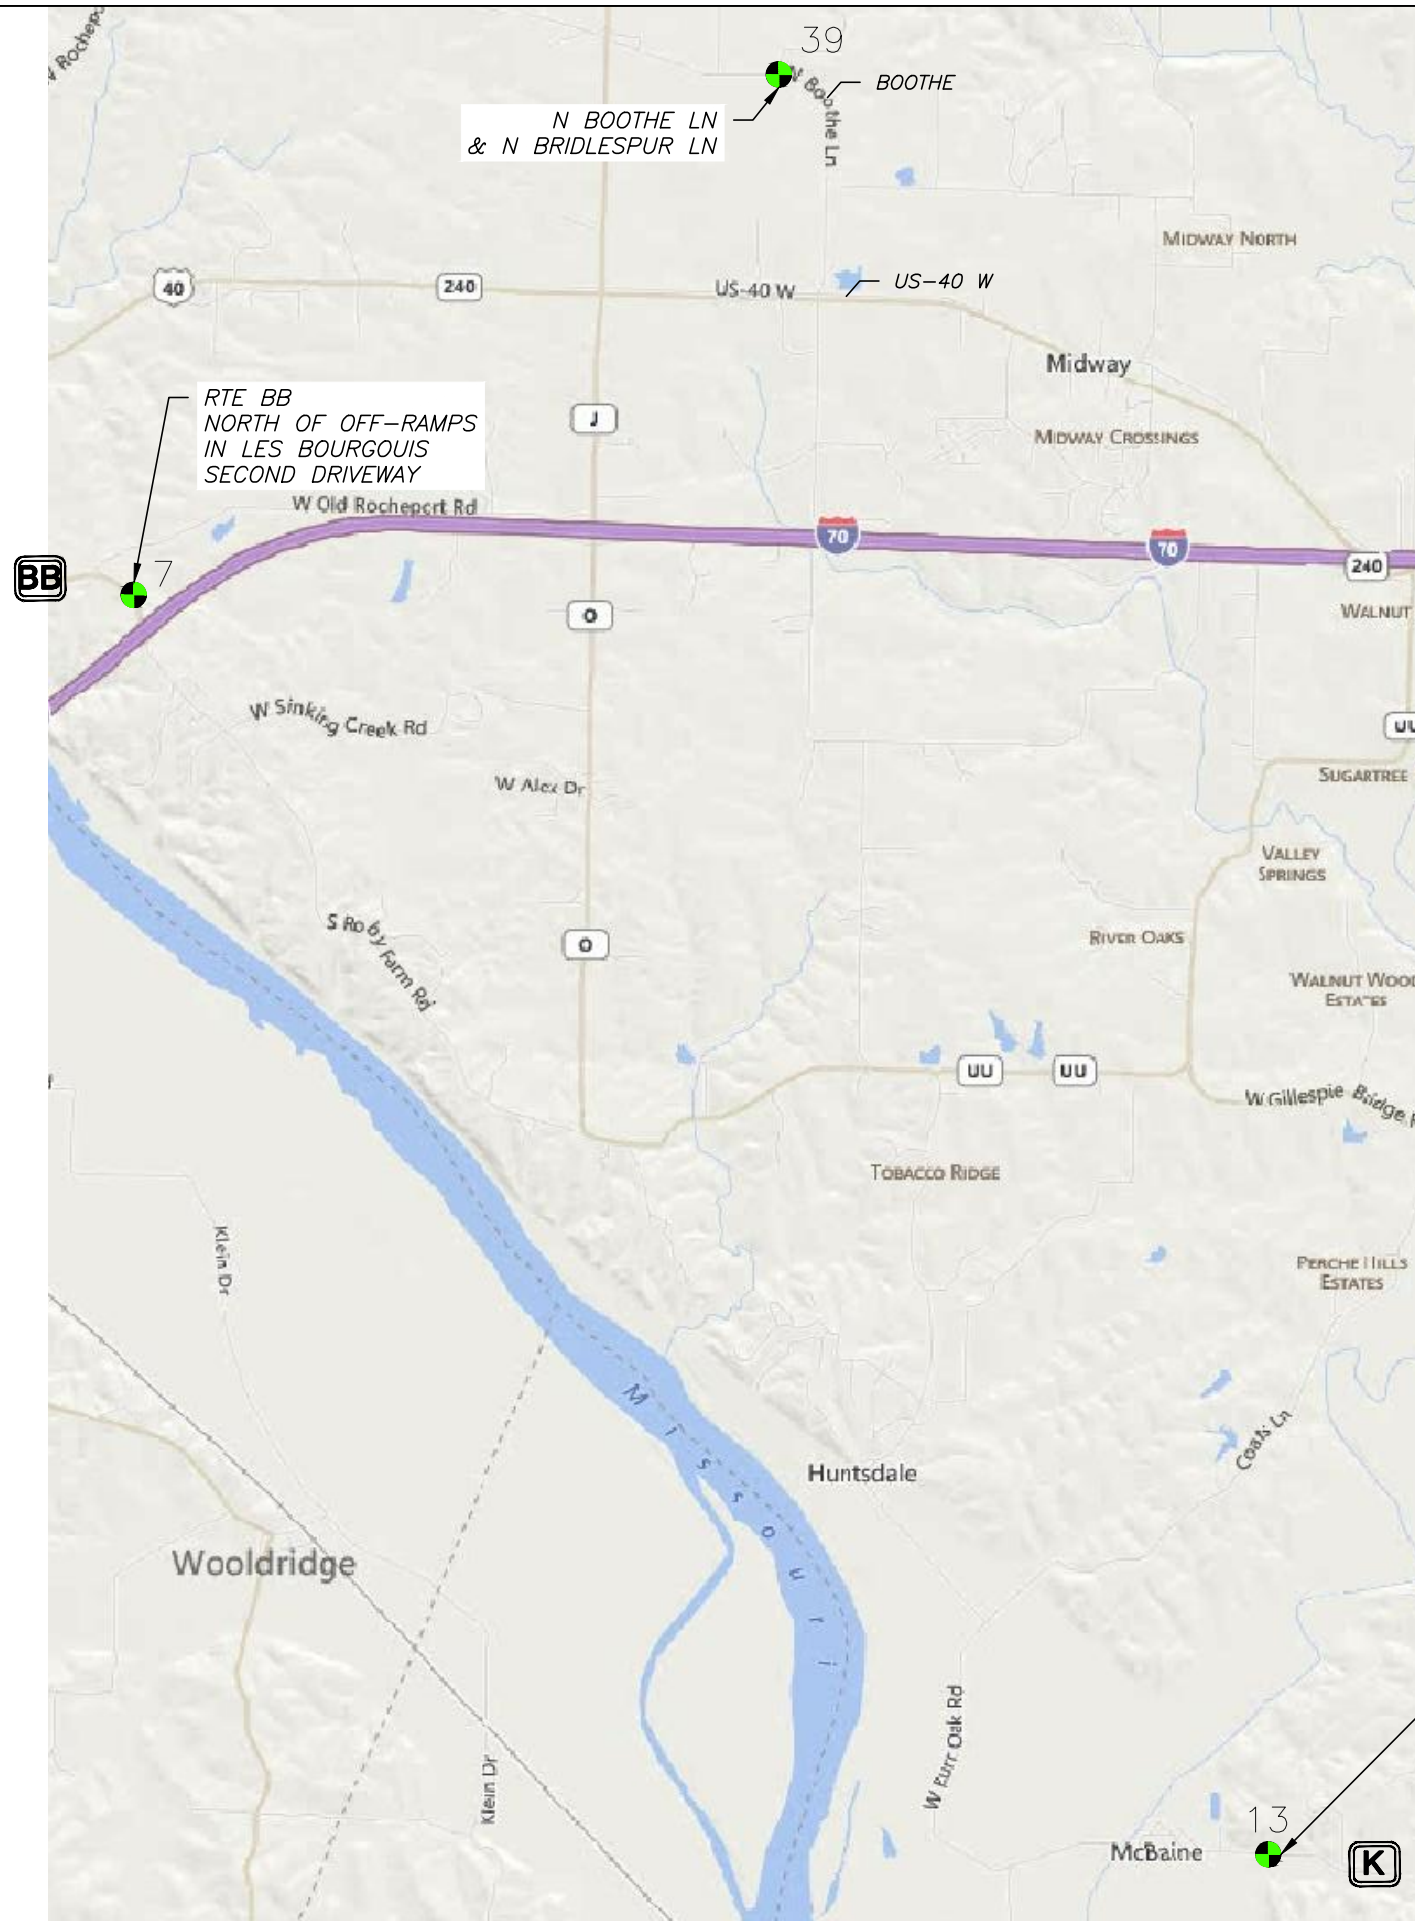 39
N Boothe Ln
BOOTHE
N BOOTHE LN
& N BRIDLESPUR LN
MIDWAY NORTH
40
240
US-40 W
US-40 W
Midway
RTE BB
NORTH OF OFF-RAMPS
IN LES BOURGOUIS
SECOND DRIVEWAY
J
MIDWAY CROSSINGS
W Old Rocheport Rd
70
70
240
BB
7
O
WALNUT
W Sinking Creek Rd
UU
SUGARTREE
W Alex Dr
VALLEY
SPRINGS
S Roby Farm Rd
O
RIVER OAKS
WALNUT WOO
ESTATES
UU
UU
W Gillespie Bridge R
TOBACCO RIDGE
Klein Dr
PERCHE HILLS
ESTATES
Missouri
Coats Ln
Huntsdale
Wooldridge
W Burr Oak Rd
Klein Dr
13
McBaine
K